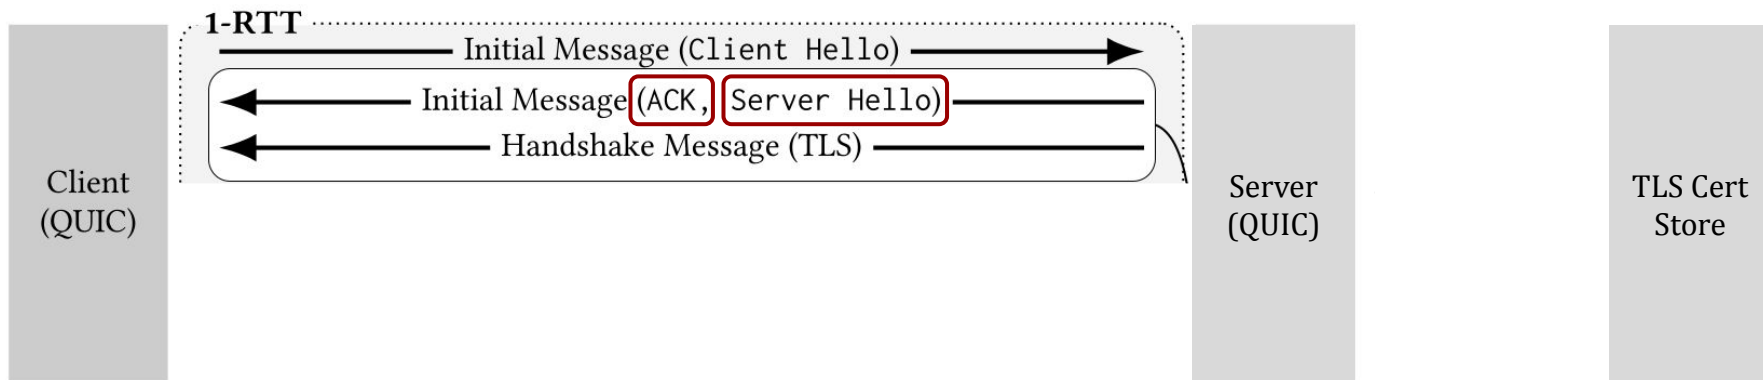 1-RTT
Initial Message (Client Hello)
Initial Message (ACK, Server Hello)
Handshake Message (TLS)
Client
(QUIC)
Server
(QUIC)
TLS Cert
Store